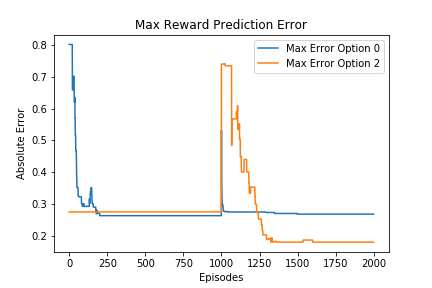 Max Reward Prediction Error
Absolute Error
0.8
0.7
0.6
0.5
0.4
0.3
0.2
Max Error Option 0
Max Error Option 2
0 250 500 750 1000 1250 1500 1750 2000
Episodes